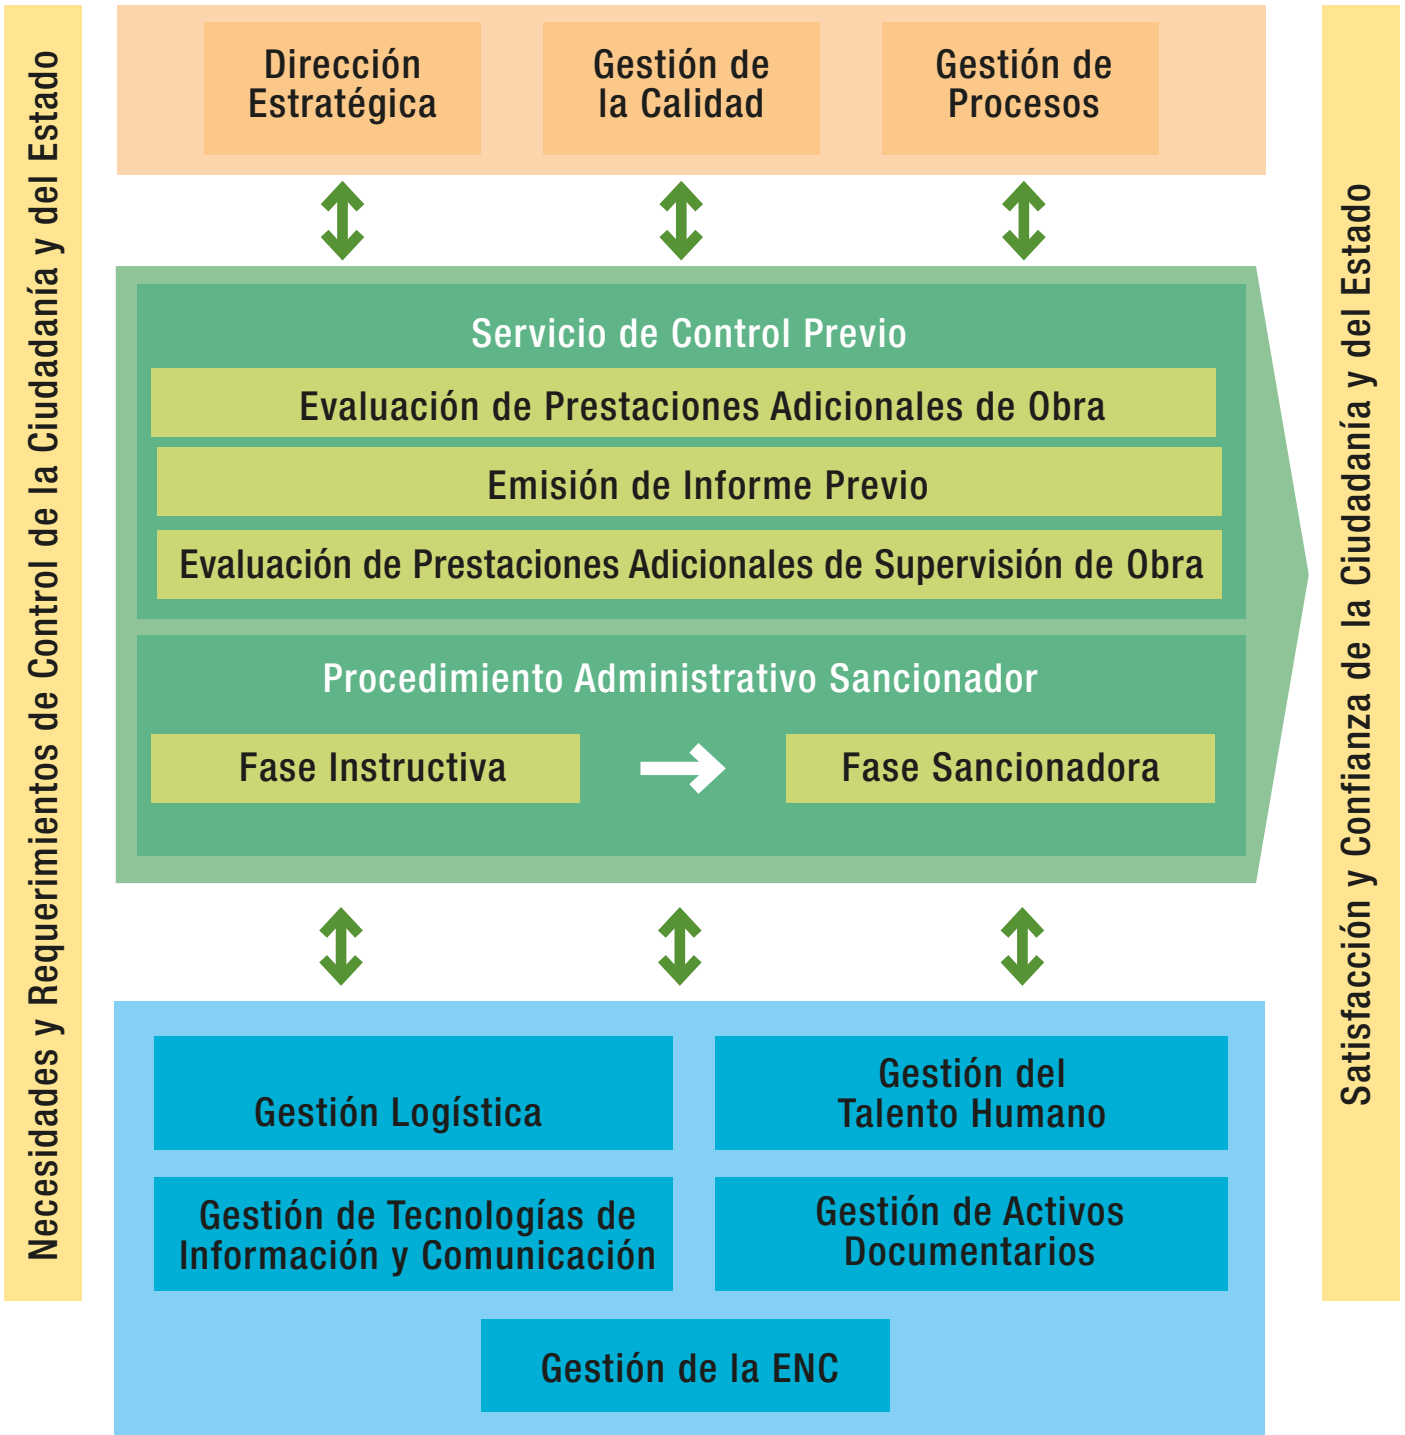 Necesidades y Requerimientos de Control de la Ciudadanía y del Estado
Dirección
Estratégica
Gestión de
la Calidad
Gestión de
Procesos
Servicio de Control Previo
Evaluación de Prestaciones Adicionales de Obra
Emisión de Informe Previo
Evaluación de Prestaciones Adicionales de Supervisión de Obra
Procedimiento Administrativo Sancionador
Fase Instructiva
Fase Sancionadora
Gestión Logística
Gestión del
Talento Humano
Gestión de Tecnologías de
Información y Comunicación
Gestión de Activos
Documentarios
Gestión de la ENC
Satisfacción y Confianza de la Ciudadanía y del Estado